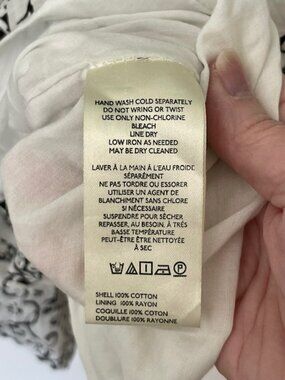 HAND WASH COLD SEPARATELY
DO NOT WRING OR TWIST
USE ONLY NON-CHLORINE
BLEACH
LINE DRY
LOW IRON AS NEEDED
MAY BE DRY CLEANED
LAVER À LA MAIN À L'EAU FROIDE
SÉPARÉMENT
NE PAS TORDRE OU ESSORER
UTILISER UN AGENT DE
BLANCHIMENT SANS CHLORE
SI NÉCESSAIRE
SUSPENDRE POUR SÉCHER
REPASSER, AU BESOIN, À TRÈS
BASSE TEMPÉRATURE
PEUT-ÊTRE ÊTRE NETTOYÉE
À SEC
SHELL 100% COTTON
LINING 100% RAYON
COQUILLE 100% COTON
DOUBLURE 100% RAYONNE